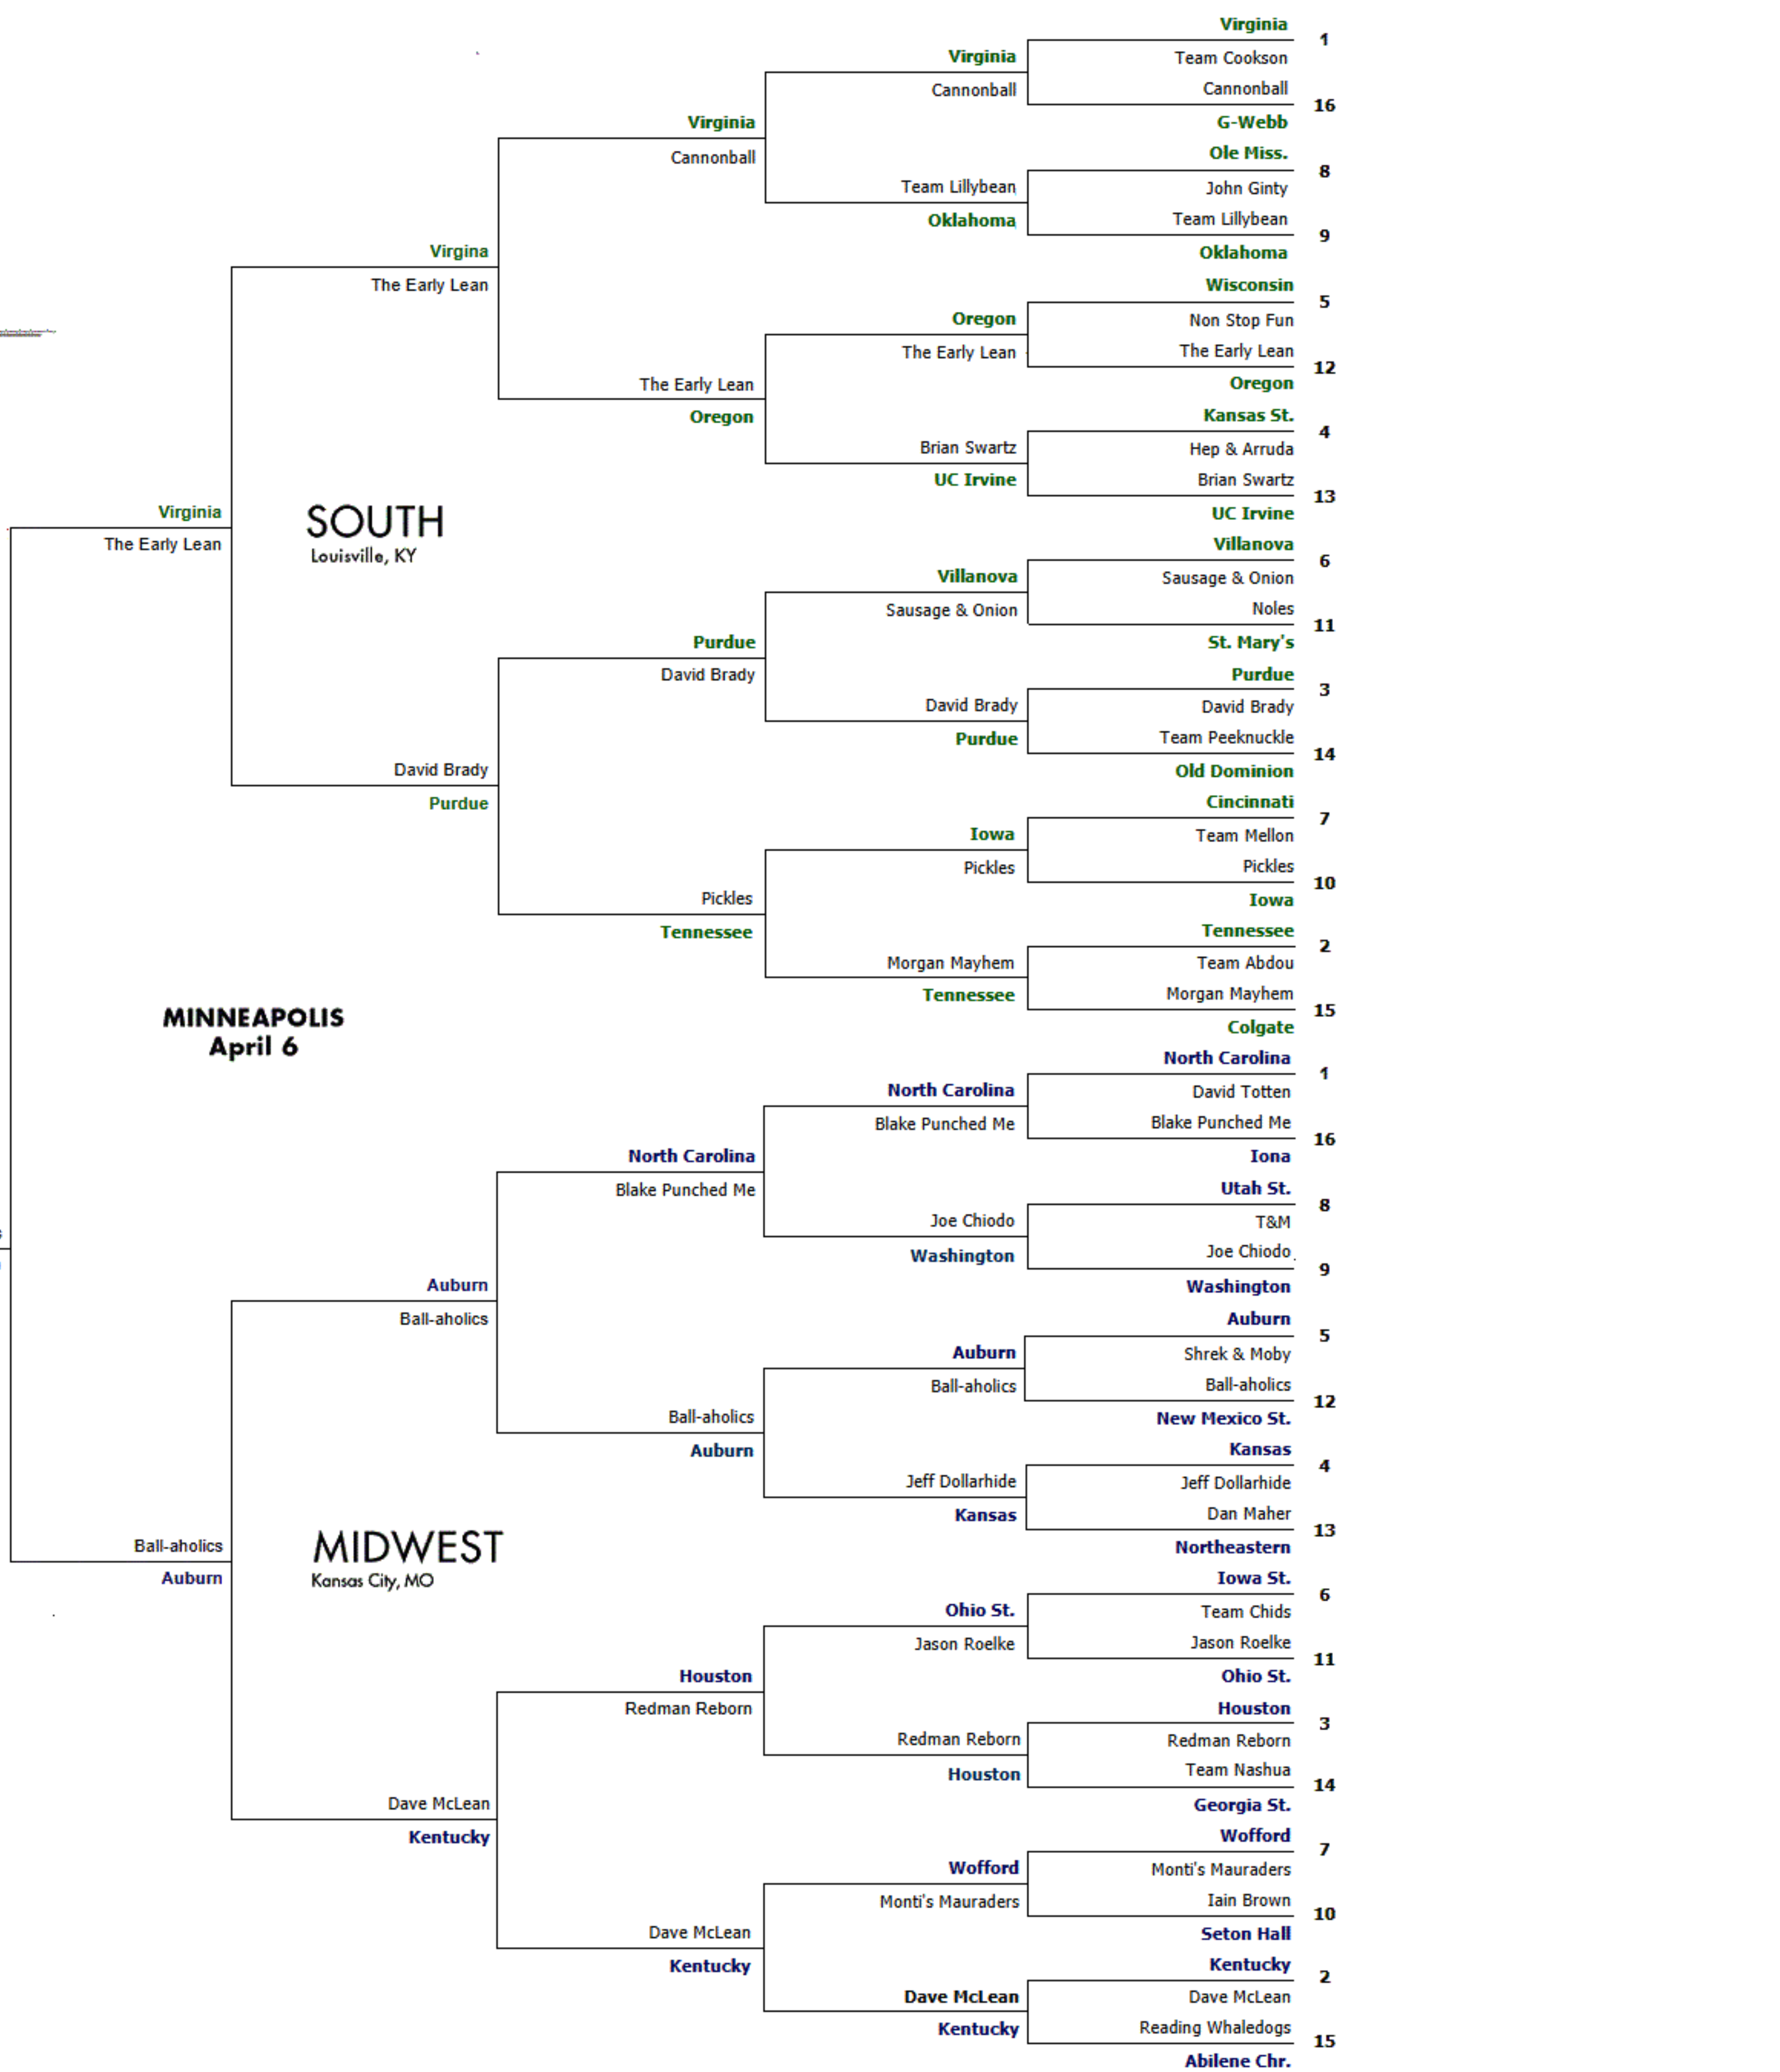 Virginia
1
Team Cookson
Cannonball
16
G-Webb
Ole Miss.
8
John Ginty
Team Lillybean
9
Oklahoma
Wisconsin
5
Non Stop Fun
The Early Lean
12
Oregon
Kansas St.
4
Hep & Arruda
Brian Swartz
13
UC Irvine
Villanova
6
Sausage & Onion
Noles
11
St. Mary's
Purdue
3
David Brady
Team Peeknuckle
14
Old Dominion
Cincinnati
7
Team Mellon
Pickles
10
Iowa
Tennessee
2
Team Abdou
Morgan Mayhem
15
Colgate
North Carolina
1
David Totten
Blake Punched Me
16
Iona
Utah St.
8
T&M
Joe Chiodo
9
Washington
Auburn
5
Shrek & Moby
Ball-aholics
12
New Mexico St.
Kansas
4
Jeff Dollarhide
Dan Maher
13
Northeastern
Iowa St.
6
Team Chids
Jason Roelke
11
Ohio St.
Houston
3
Redman Reborn
Team Nashua
14
Georgia St.
Wofford
7
Monti's Mauraders
Iain Brown
10
Seton Hall
Kentucky
2
Dave McLean
Reading Whaledogs
15
Abilene Chr.
Virginia
Cannonball
Team Lillybean
Oklahoma
Oregon
The Early Lean
Brian Swartz
UC Irvine
Villanova
Sausage & Onion
David Brady
Purdue
Iowa
Pickles
Morgan Mayhem
Tennessee
North Carolina
Blake Punched Me
Joe Chiodo
Washington
Auburn
Ball-aholics
Jeff Dollarhide
Kansas
Ohio St.
Jason Roelke
Redman Reborn
Houston
Wofford
Monti's Mauraders
Dave McLean
Kentucky
Virginia
Cannonball
The Early Lean
Oregon
Purdue
David Brady
Pickles
Tennessee
North Carolina
Blake Punched Me
Ball-aholics
Auburn
Houston
Redman Reborn
Dave McLean
Kentucky
Virgina
The Early Lean
David Brady
Purdue
Auburn
Ball-aholics
Dave McLean
Kentucky
Virginia
The Early Lean
Ball-aholics
Auburn
SOUTH
Louisville, KY
MINNEAPOLIS
April 6
MIDWEST
Kansas City, MO